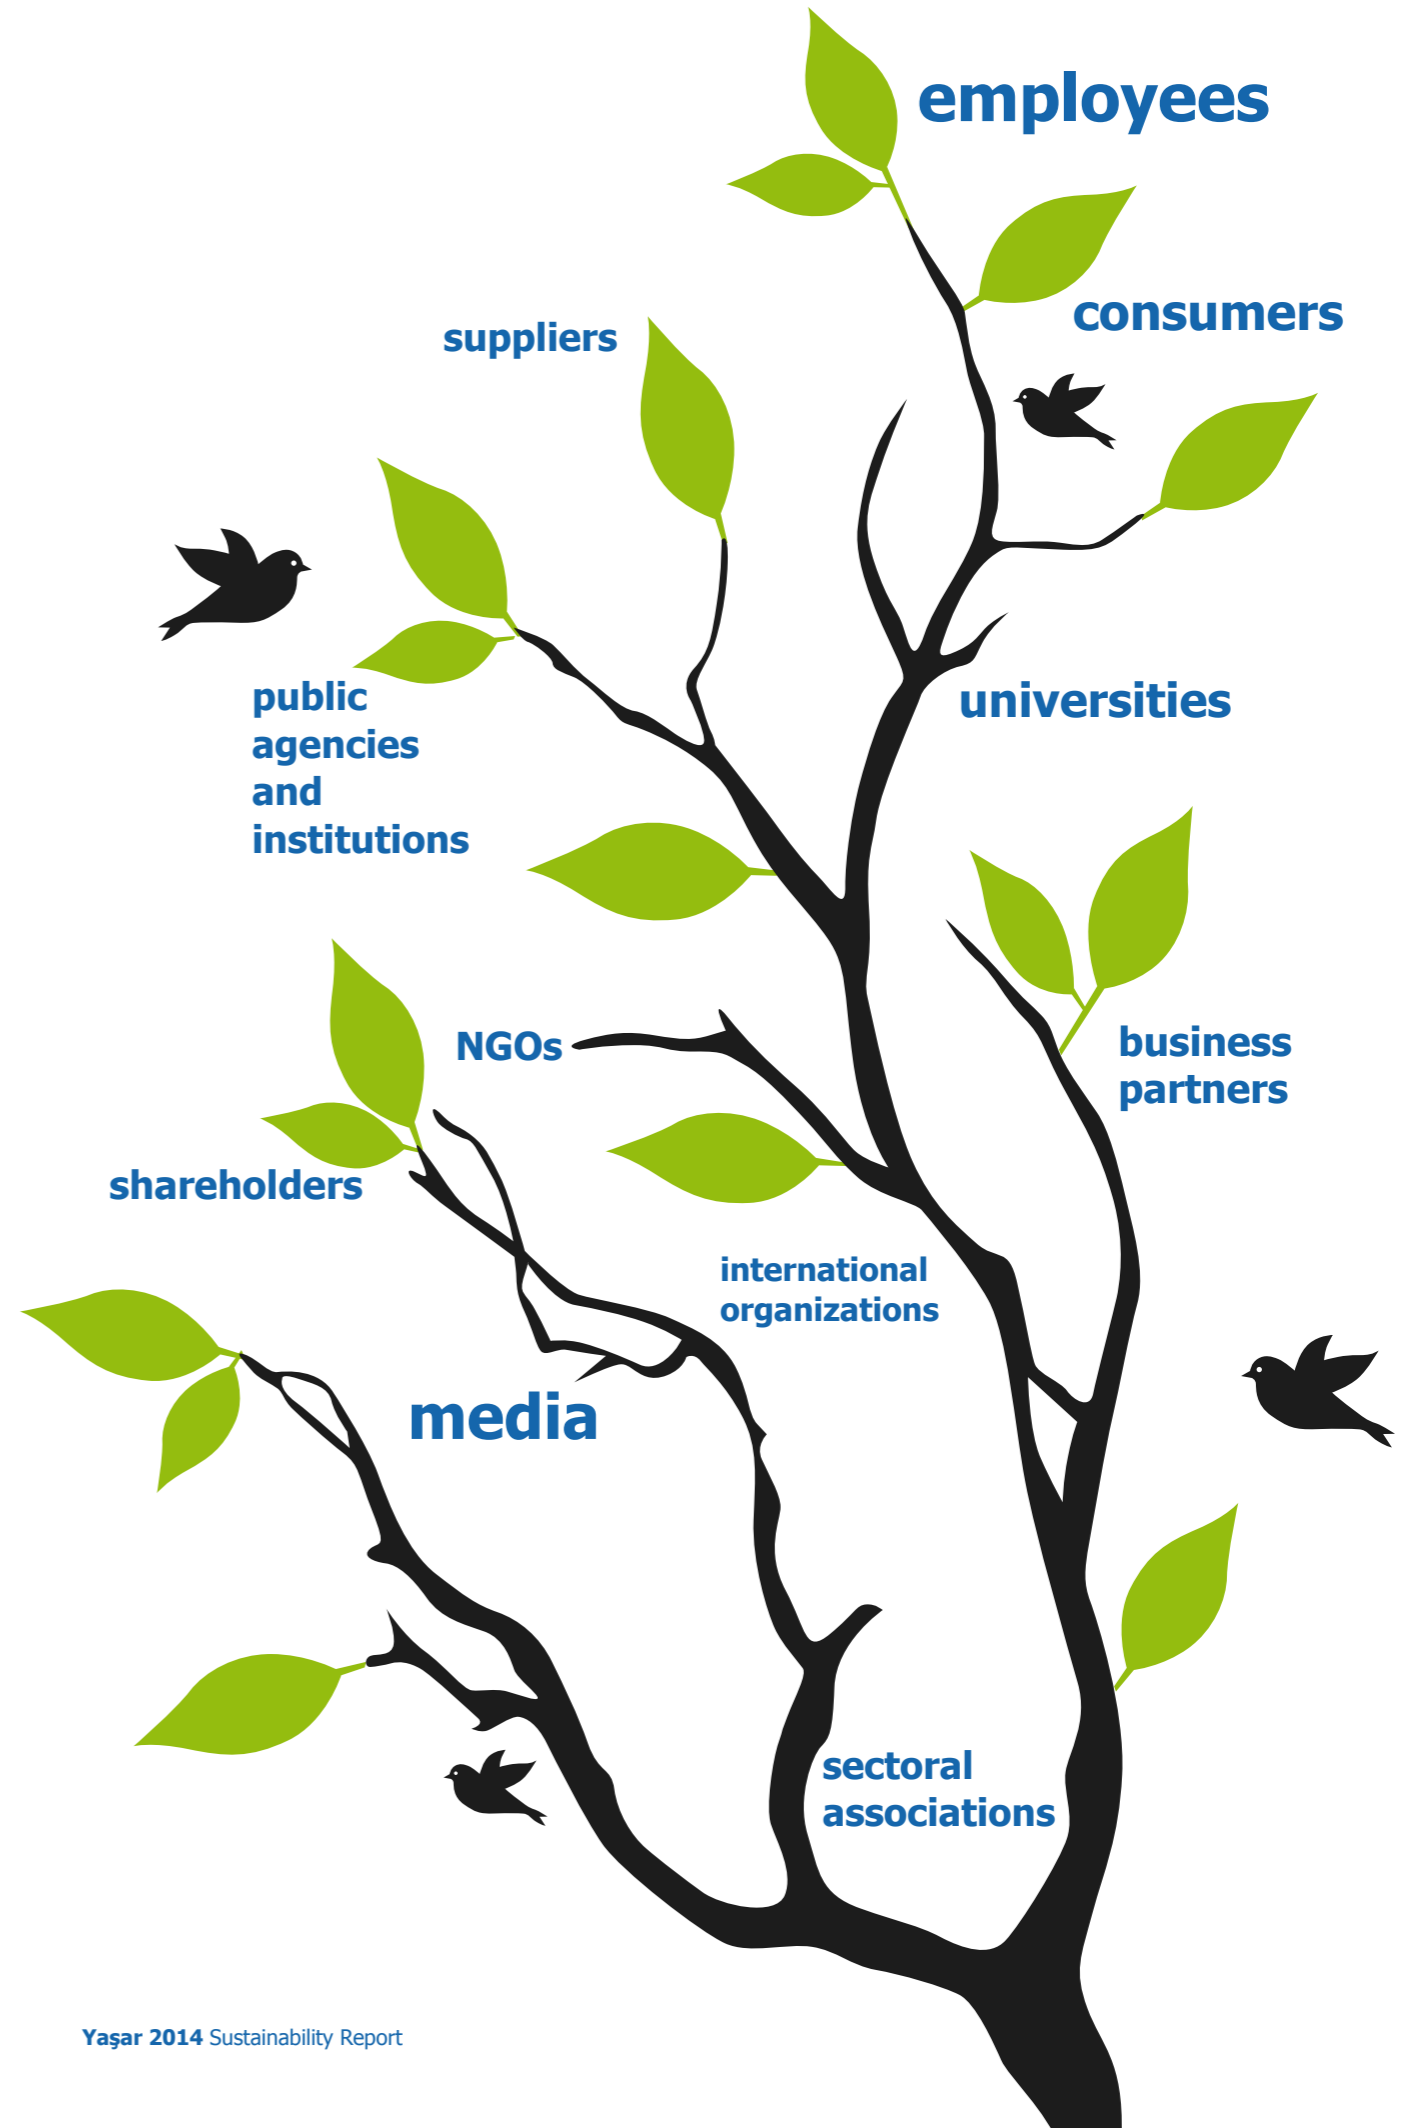 employees
consumers
suppliers
public
agencies
and
institutions
universities
NGOs
business
partners
shareholders
international
organizations
media
sectoral
associations
Yaşar 2014 Sustainability Report